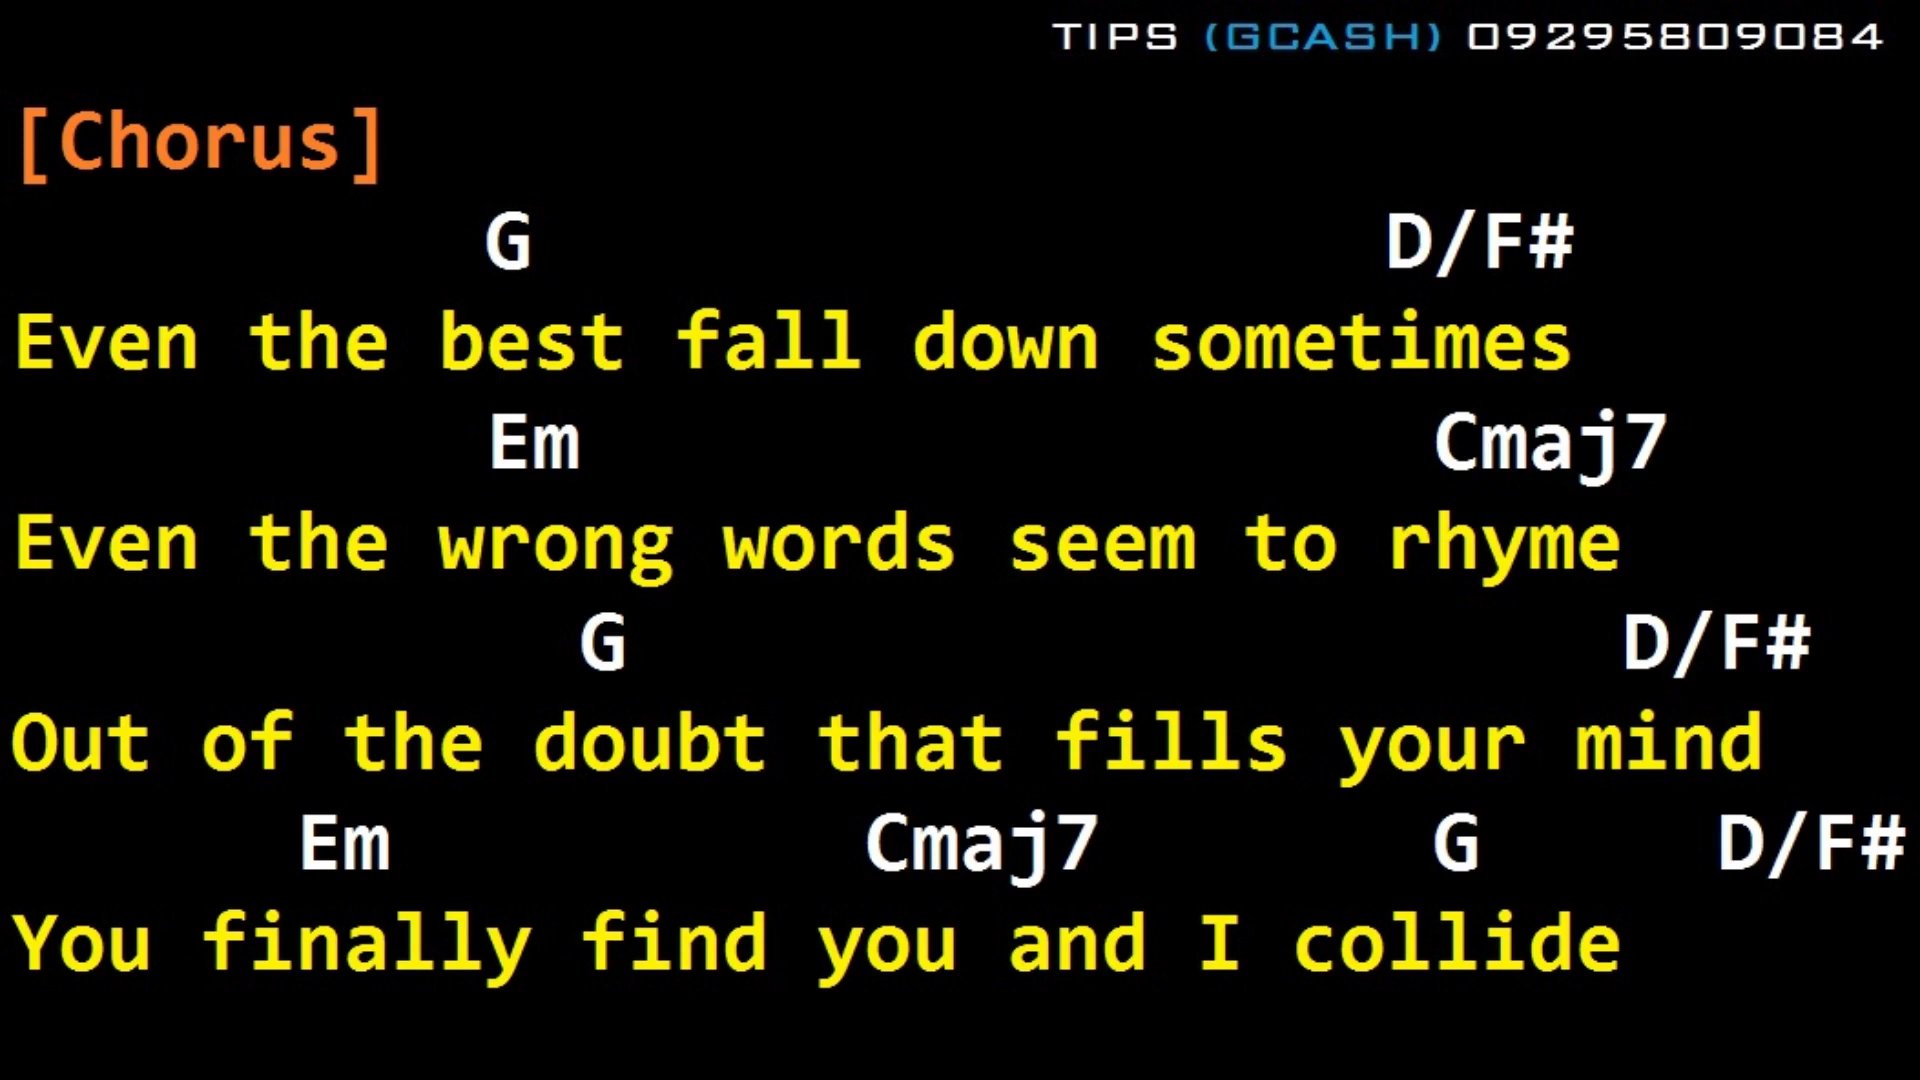 TIPS (GCASH) 09295809084
[Chorus]
G D/F#
Even the best fall down sometimes
Em Cmaj7
Even the wrong words seem to rhyme
G D/F#
Out of the doubt that fills your mind
Em Cmaj7 G D/F#
You finally find you and I collide